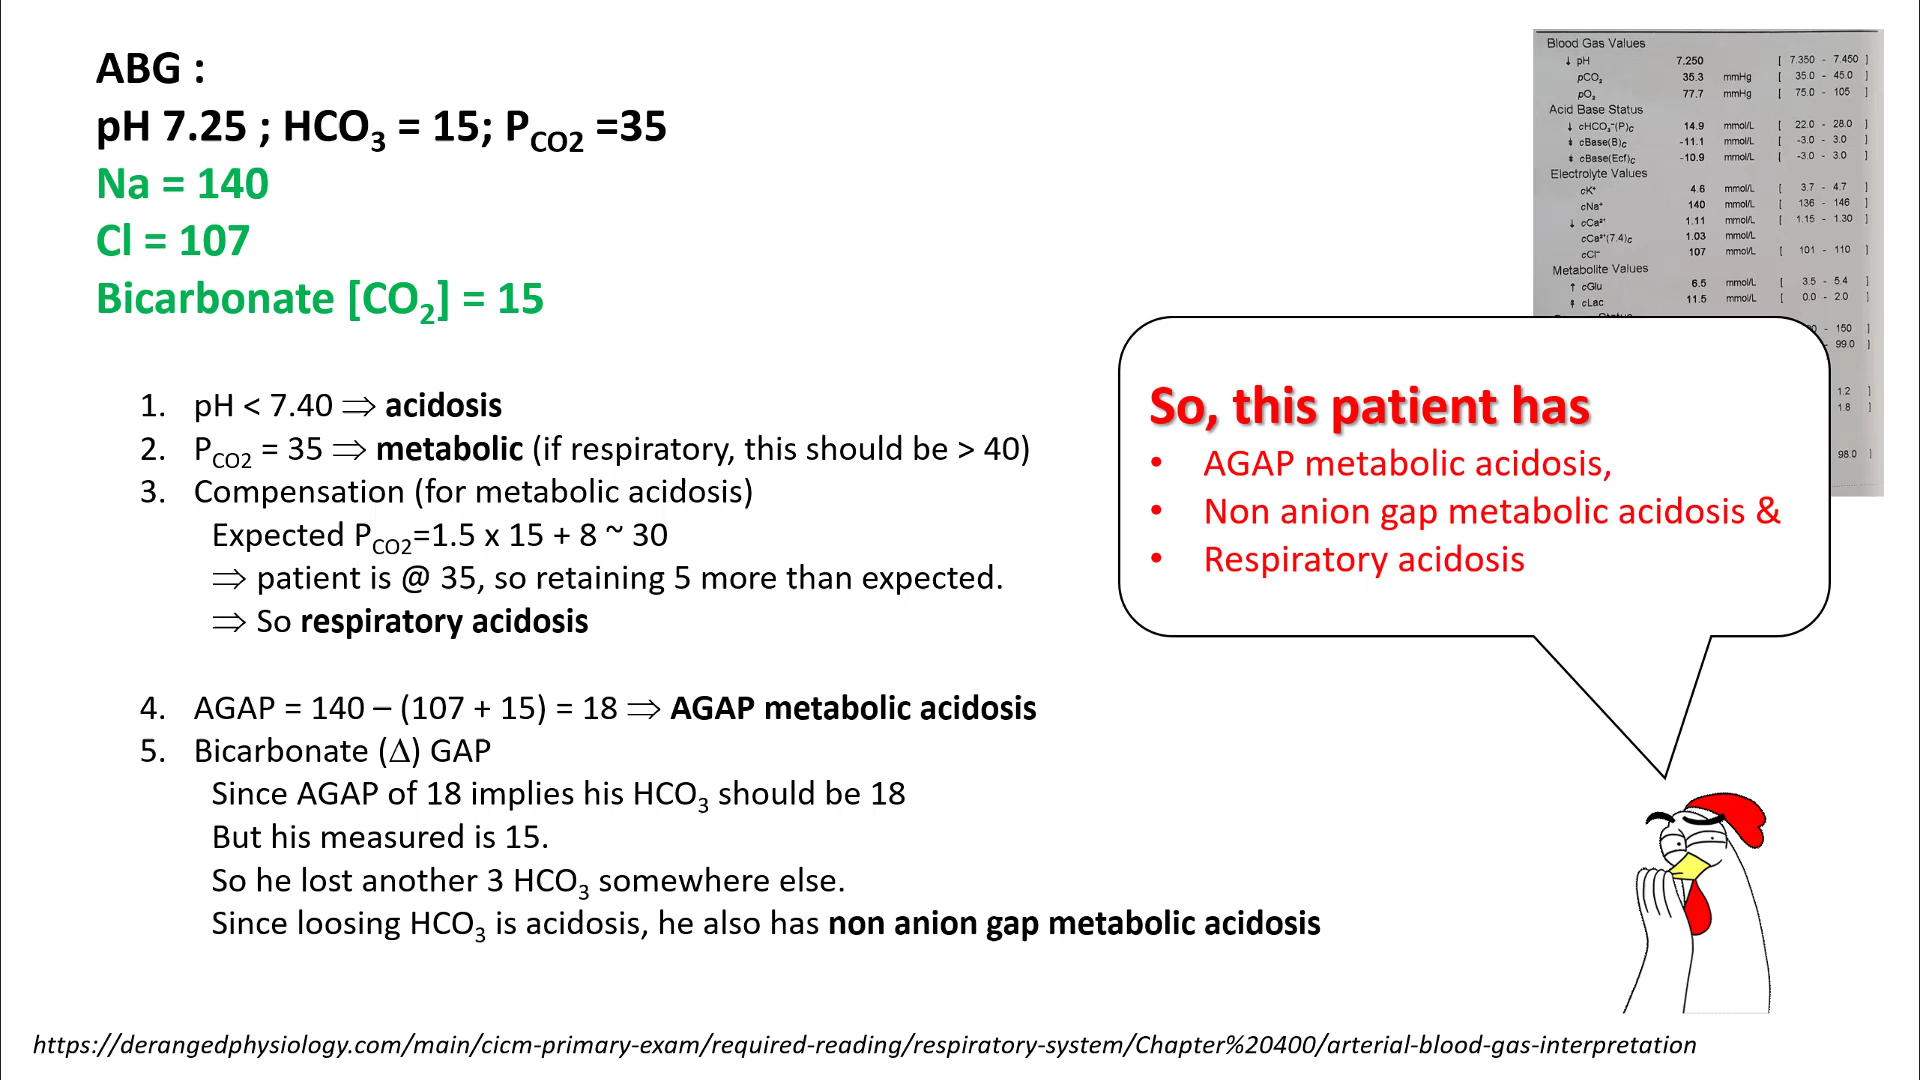 ABG :
pH 7.25 ; HCO3 = 15; PCO2 =35
Na = 140
Cl = 107
Bicarbonate [CO2] = 15
1. pH < 7.40 ⇒ acidosis
2. PCO2 = 35 ⇒ metabolic (if respiratory, this should be > 40)
3. Compensation (for metabolic acidosis)
Expected PCO2=1.5 x 15 + 8 ~ 30
⇒ patient is @ 35, so retaining 5 more than expected.
⇒ So respiratory acidosis
4. AGAP = 140 – (107 + 15) = 18 ⇒ AGAP metabolic acidosis
5. Bicarbonate (Δ) GAP
Since AGAP of 18 implies his HCO3 should be 18
But his measured is 15.
So he lost another 3 HCO3 somewhere else.
Since loosing HCO3 is acidosis, he also has non anion gap metabolic acidosis
Blood Gas Values
↓ pH 7.250 [ 7.350 - 7.450 ]
pCO2 35.3 mmHg [ 35.0 - 45.0 ]
pO2 77.7 mmHg [ 75.0 - 105 ]
Acid Base Status
↓ cHCO3⁻(P)c 14.9 mmol/L [ 22.0 - 28.0 ]
cBase(B)c -11.1 mmol/L [ -3.0 - 3.0 ]
cBase(Ecf)c -10.9 mmol/L [ -3.0 - 3.0 ]
Electrolyte Values
cK⁺ 4.6 mmol/L [ 3.7 - 4.7 ]
cNa⁺ 140 mmol/L [ 136 - 146 ]
↓ cCa²⁺ 1.11 mmol/L [ 1.15 - 1.30 ]
cCa²⁺(7.4)c 1.03 mmol/L
cCl⁻ 107 mmol/L [ 101 - 110 ]
Metabolite Values
↑ cGlu 6.5 mmol/L [ 3.5 - 5.4 ]
cLac 11.5 mmol/L [ 0.0 - 2.0 ]
- 150 ]
- 99.0 ]
1.2 ]
1.8 ]
98.0 ]
So, this patient has
• AGAP metabolic acidosis,
• Non anion gap metabolic acidosis &
• Respiratory acidosis
https://derangedphysiology.com/main/cicm-primary-exam/required-reading/respiratory-system/Chapter%20400/arterial-blood-gas-interpretation